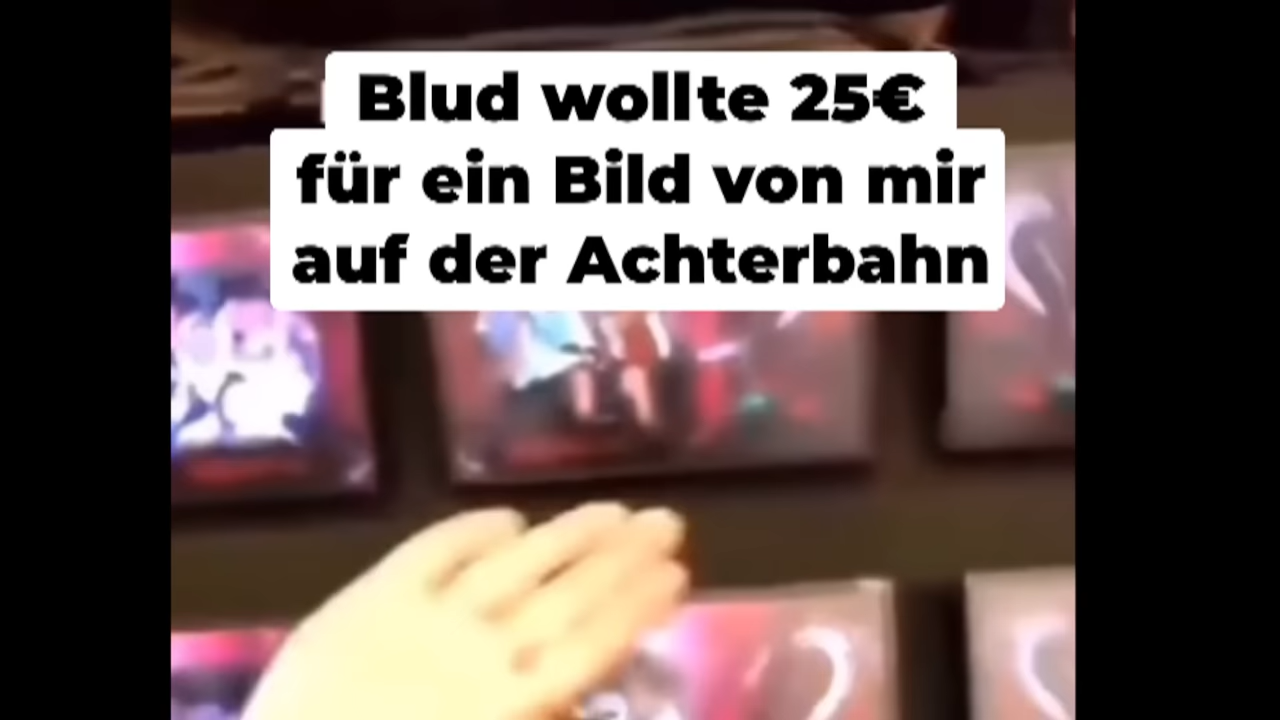 Blud wollte 25€
für ein Bild von mir
auf der Achterbahn